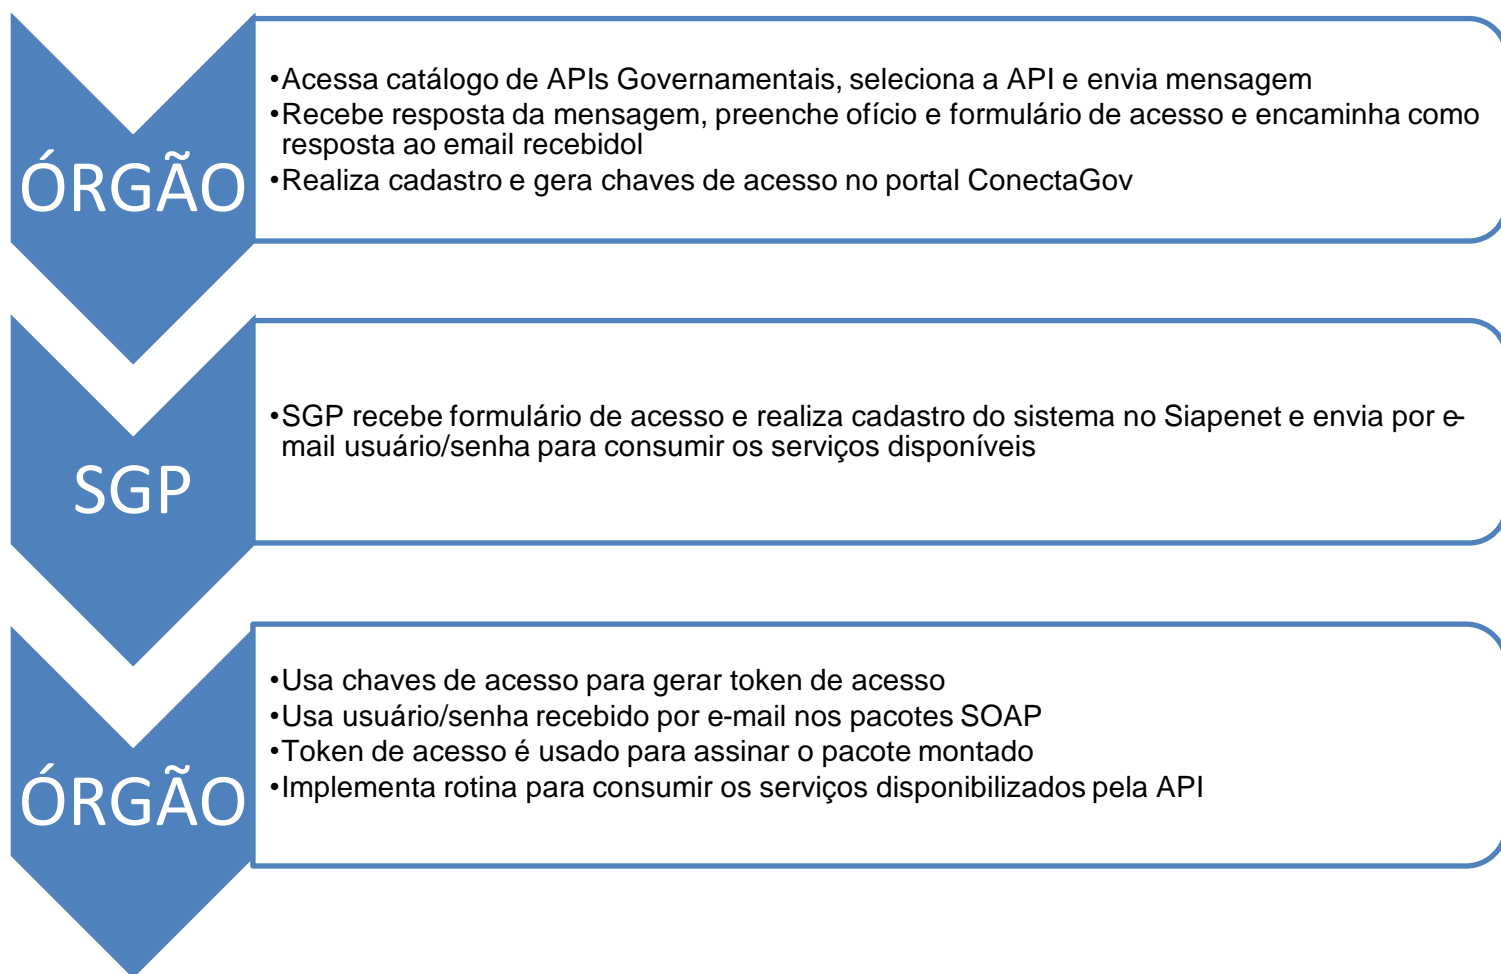 ÓRGÃO
•Acessa catálogo de APIs Governamentais, seleciona a API e envia mensagem
•Recebe resposta da mensagem, preenche ofício e formulário de acesso e encaminha como
resposta ao email recebidol
•Realiza cadastro e gera chaves de acesso no portal ConectaGov
SGP
•SGP recebe formulário de acesso e realiza cadastro do sistema no Siapenet e envia por e-
mail usuário/senha para consumir os serviços disponíveis
ÓRGÃO
•Usa chaves de acesso para gerar token de acesso
•Usa usuário/senha recebido por e-mail nos pacotes SOAP
•Token de acesso é usado para assinar o pacote montado
•Implementa rotina para consumir os serviços disponibilizados pela API